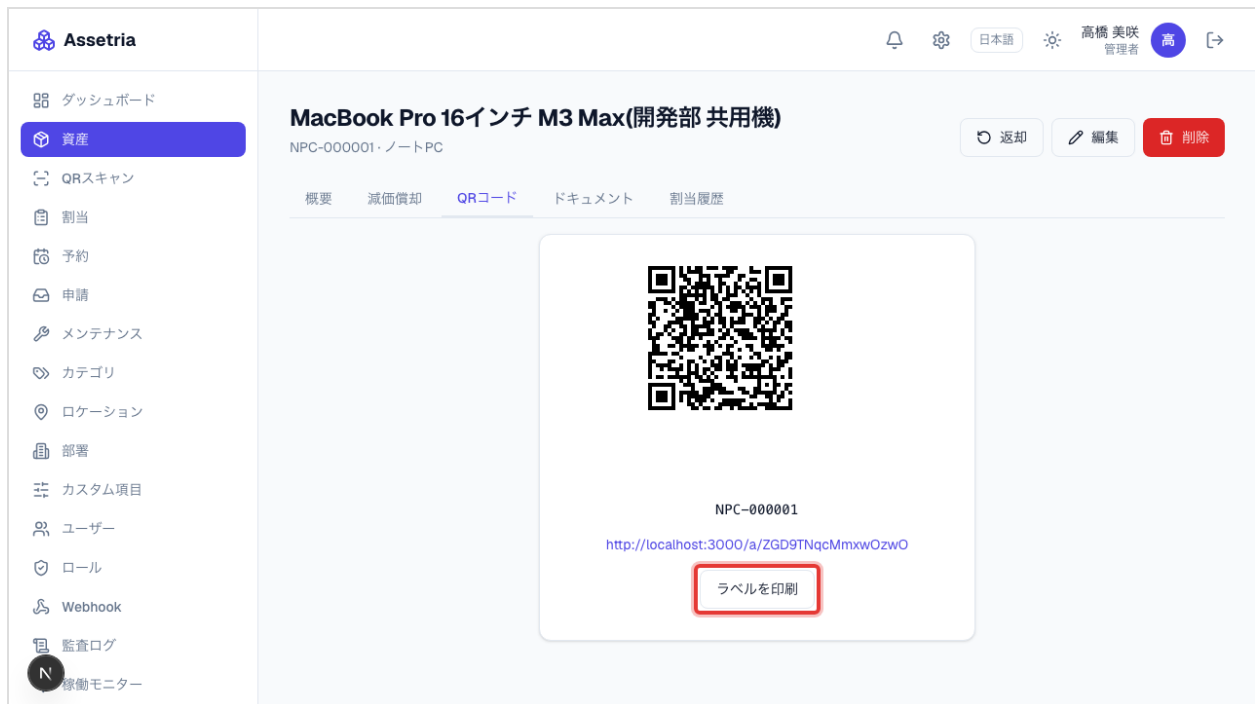 Assetria
日本語
高橋 美咲
管理者
高
ダッシュボード
資産
QRスキャン
割当
予約
申請
メンテナンス
カテゴリ
ロケーション
部署
カスタム項目
ユーザー
ロール
Webhook
監査ログ
N
稼働モニター
MacBook Pro 16インチ M3 Max(開発部 共用機)
NPC-000001 · ノートPC
返却
編集
削除
概要
減価償却
QRコード
ドキュメント
割当履歴
NPC-000001
http://localhost:3000/a/ZGD9TNqcMmxwOzwO
ラベルを印刷